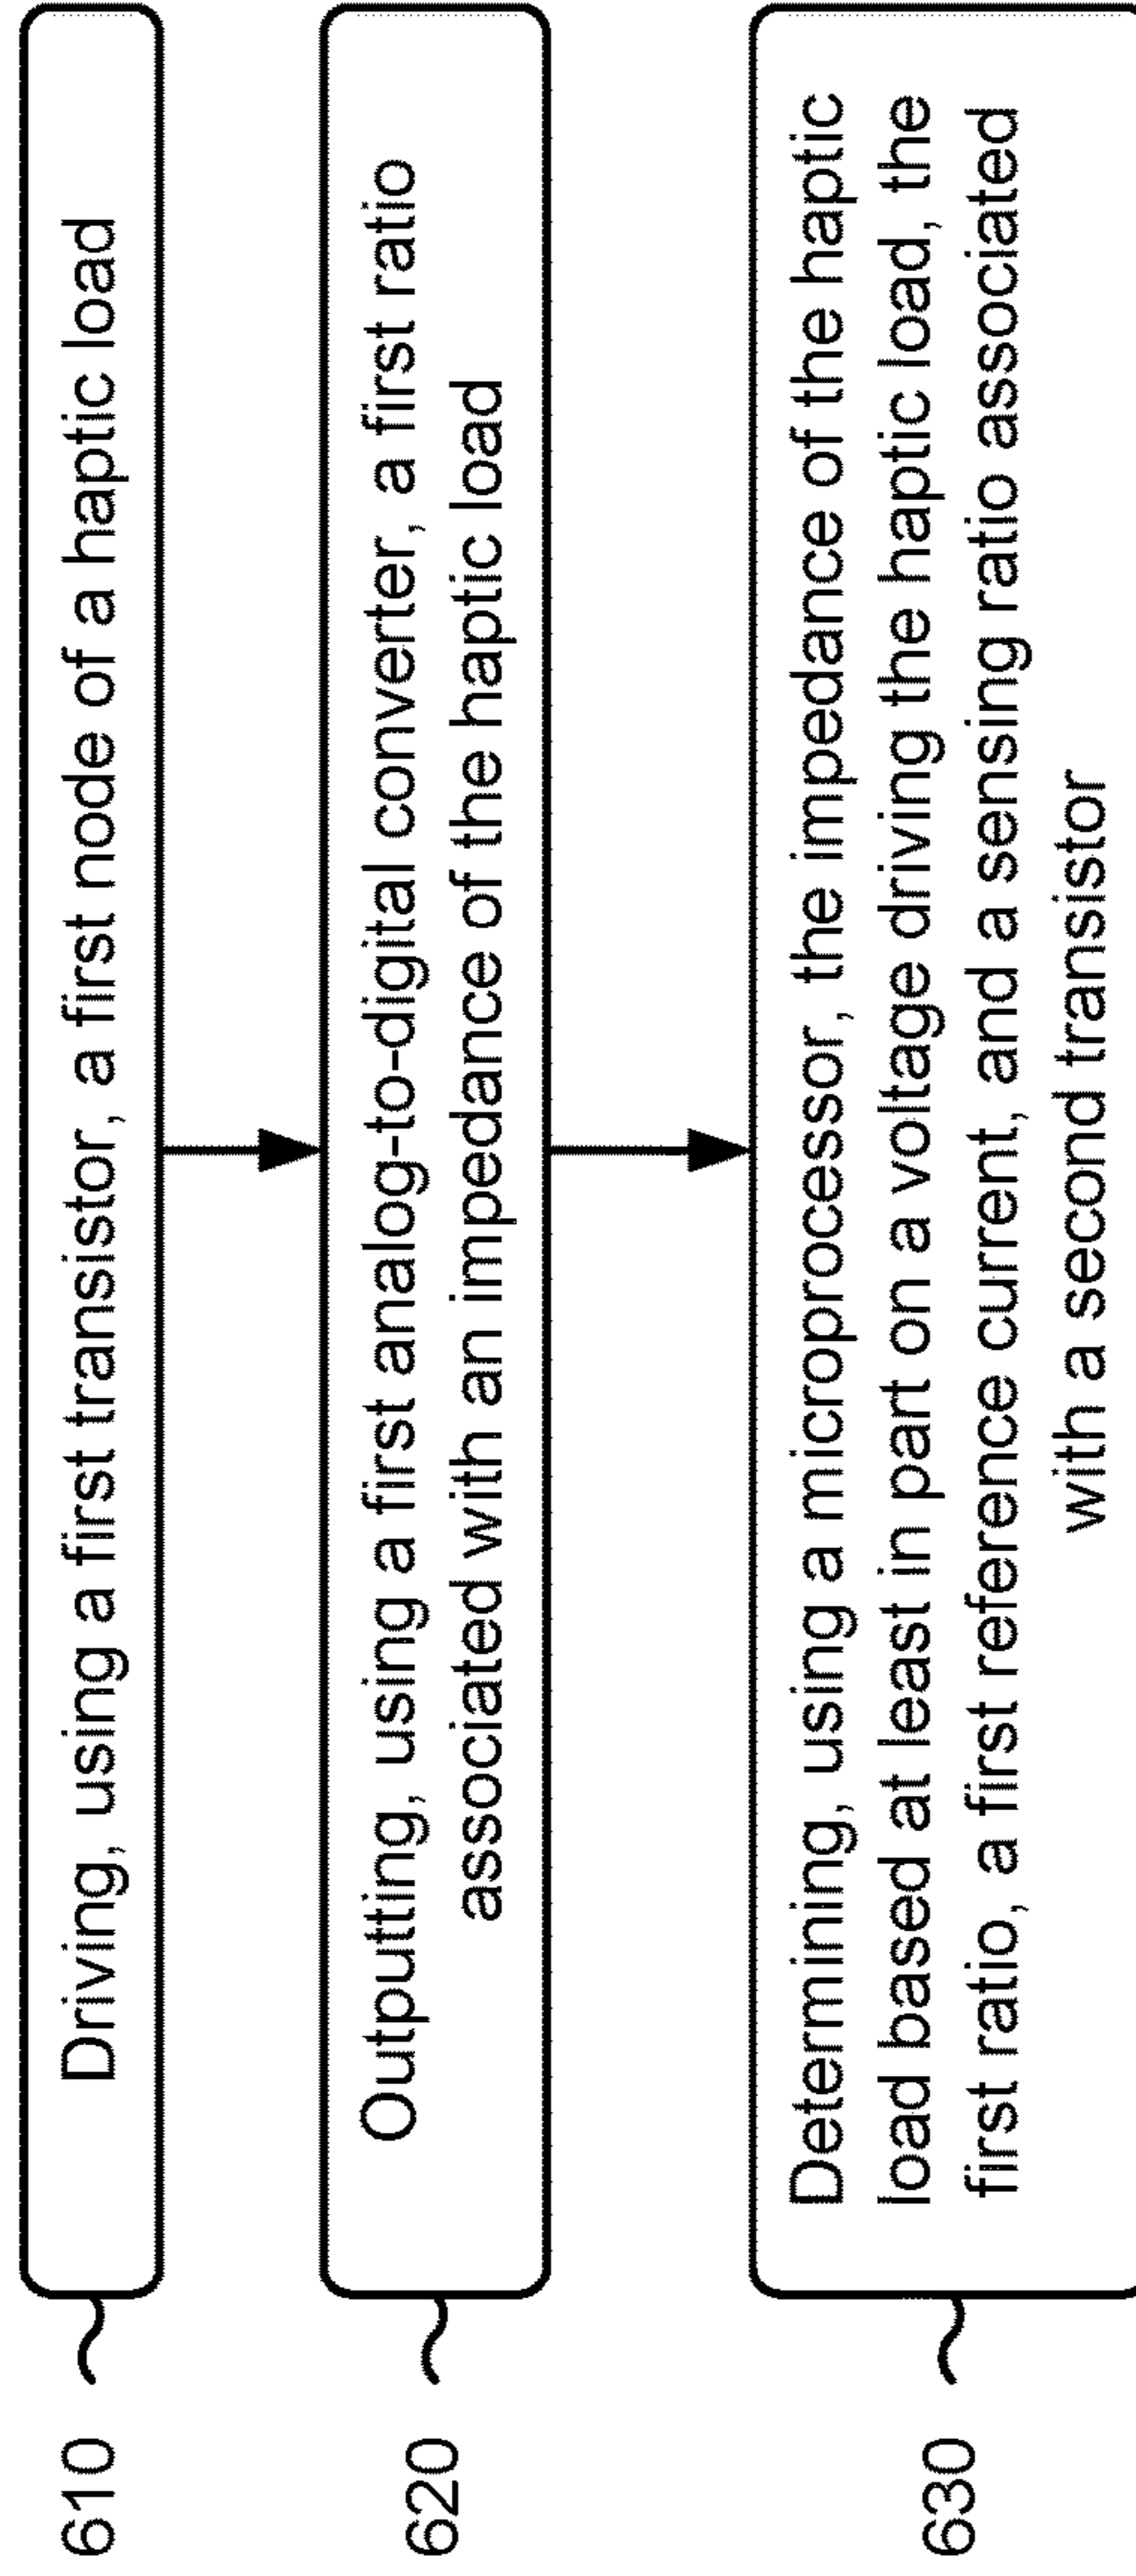 610
Driving, using a first transistor, a first node of a haptic load
620
Outputting, using a first analog-to-digital converter, a first ratio
associated with an impedance of the haptic load
630
Determining, using a microprocessor, the impedance of the haptic
load based at least in part on a voltage driving the haptic load, the
first ratio, a first reference current, and a sensing ratio associated
with a second transistor